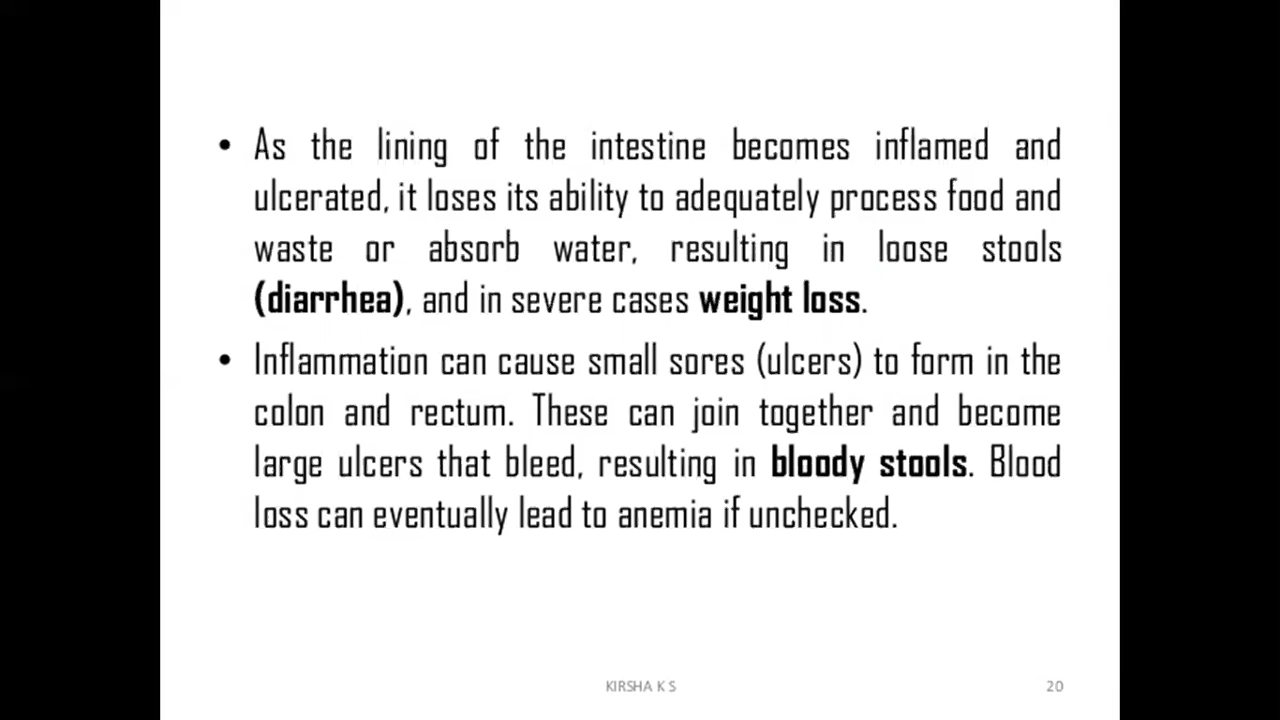 • As the lining of the intestine becomes inflamed and
ulcerated, it loses its ability to adequately process food and
waste or absorb water, resulting in loose stools
(diarrhea), and in severe cases weight loss.
• Inflammation can cause small sores (ulcers) to form in the
colon and rectum. These can join together and become
large ulcers that bleed, resulting in bloody stools. Blood
loss can eventually lead to anemia if unchecked.
KIRSHA K S
20